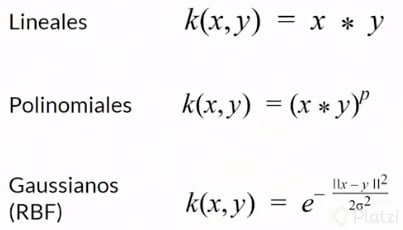 Lineales k(x, y) = x * y
Polinomiales k(x, y) = (x * y)^p
Gaussianos
(RBF) k(x, y) = e^{- ||x - y||^2 / 2σ^2}
Platzi